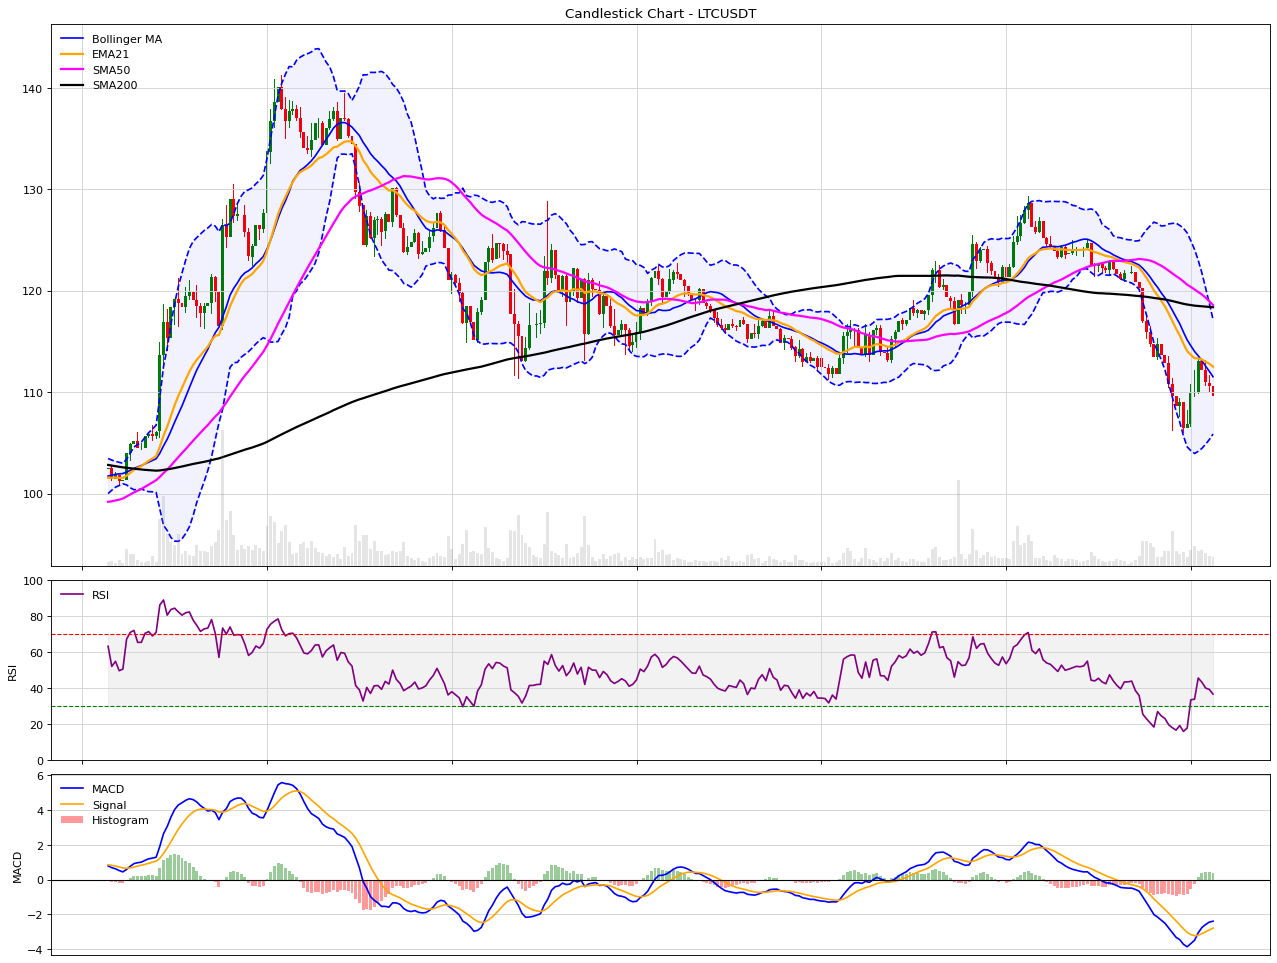 Candlestick Chart - LTCUSDT
Bollinger MA
EMA21
SMA50
SMA200
140
130
120
110
100
100
RSI
80
60
40
20
0
RSI
6
MACD
Signal
Histogram
4
2
0
−2
−4
MACD